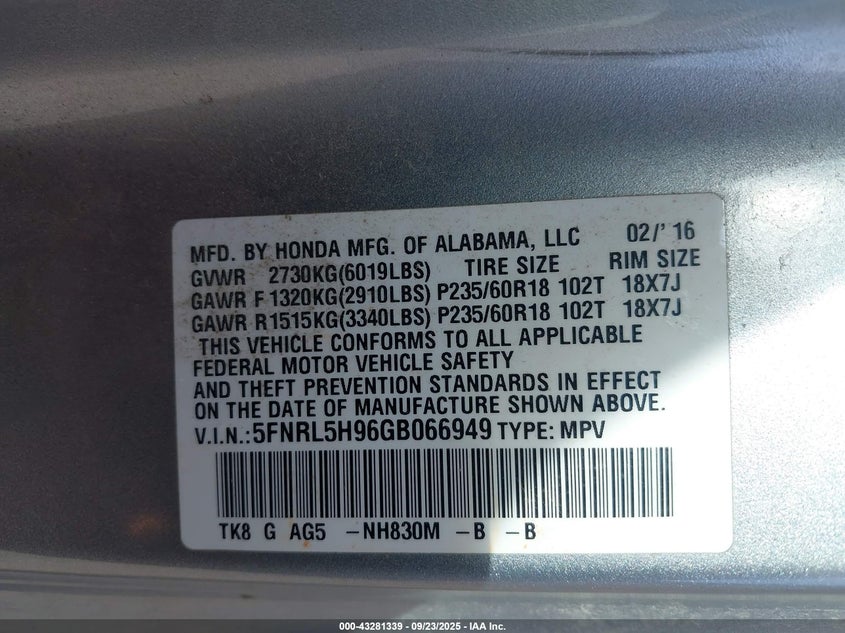 MFD. BY HONDA MFG. OF ALABAMA, LLC 02/'16
GVWR 2730KG(6019LBS) TIRE SIZE RIM SIZE
GAWR F1320KG(2910LBS) P235/60R18 102T 18X7J
GAWR R1515KG(3340LBS) P235/60R18 102T 18X7J
THIS VEHICLE CONFORMS TO ALL APPLICABLE
FEDERAL MOTOR VEHICLE SAFETY
AND THEFT PREVENTION STANDARDS IN EFFECT
ON THE DATE OF MANUFACTURE SHOWN ABOVE.
V.I.N.:5FNRL5H96GB066949 TYPE: MPV
TK8 G AG5 -NH830M -B -B
000-43281339 - 09/23/2025 - IAA Inc.